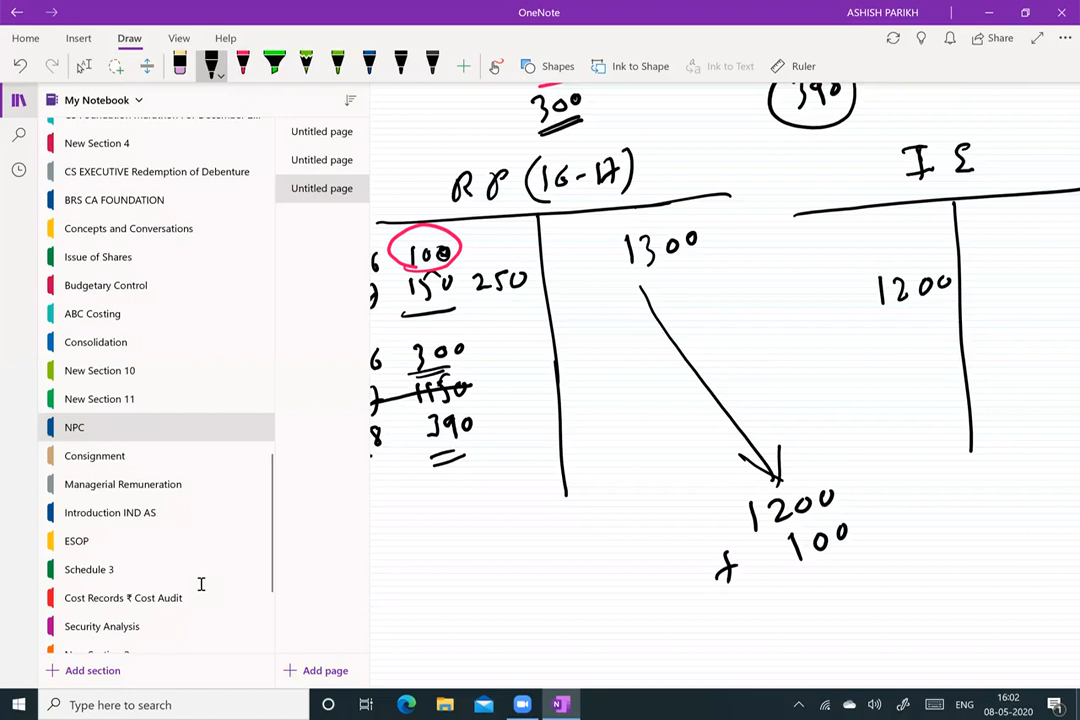 OneNote
ASHISH PARIKH
Home Insert Draw View Help
Share
Shapes Ink to Shape Ink to Text Ruler
My Notebook
New Section 4
CS EXECUTIVE Redemption of Debenture
BRS CA FOUNDATION
Concepts and Conversations
Issue of Shares
Budgetary Control
ABC Costing
Consolidation
New Section 10
New Section 11
NPC
Consignment
Managerial Remuneration
Introduction IND AS
ESOP
Schedule 3
Cost Records ₹ Cost Audit
Security Analysis
Add section
Untitled page
Untitled page
Untitled page
Add page
300
390
RP (16-17)
I E
6 100
150 250
1300
1200
6 300
1150
8 390
1200
+ 100
Type here to search
ENG
16:02
08-05-2020
1